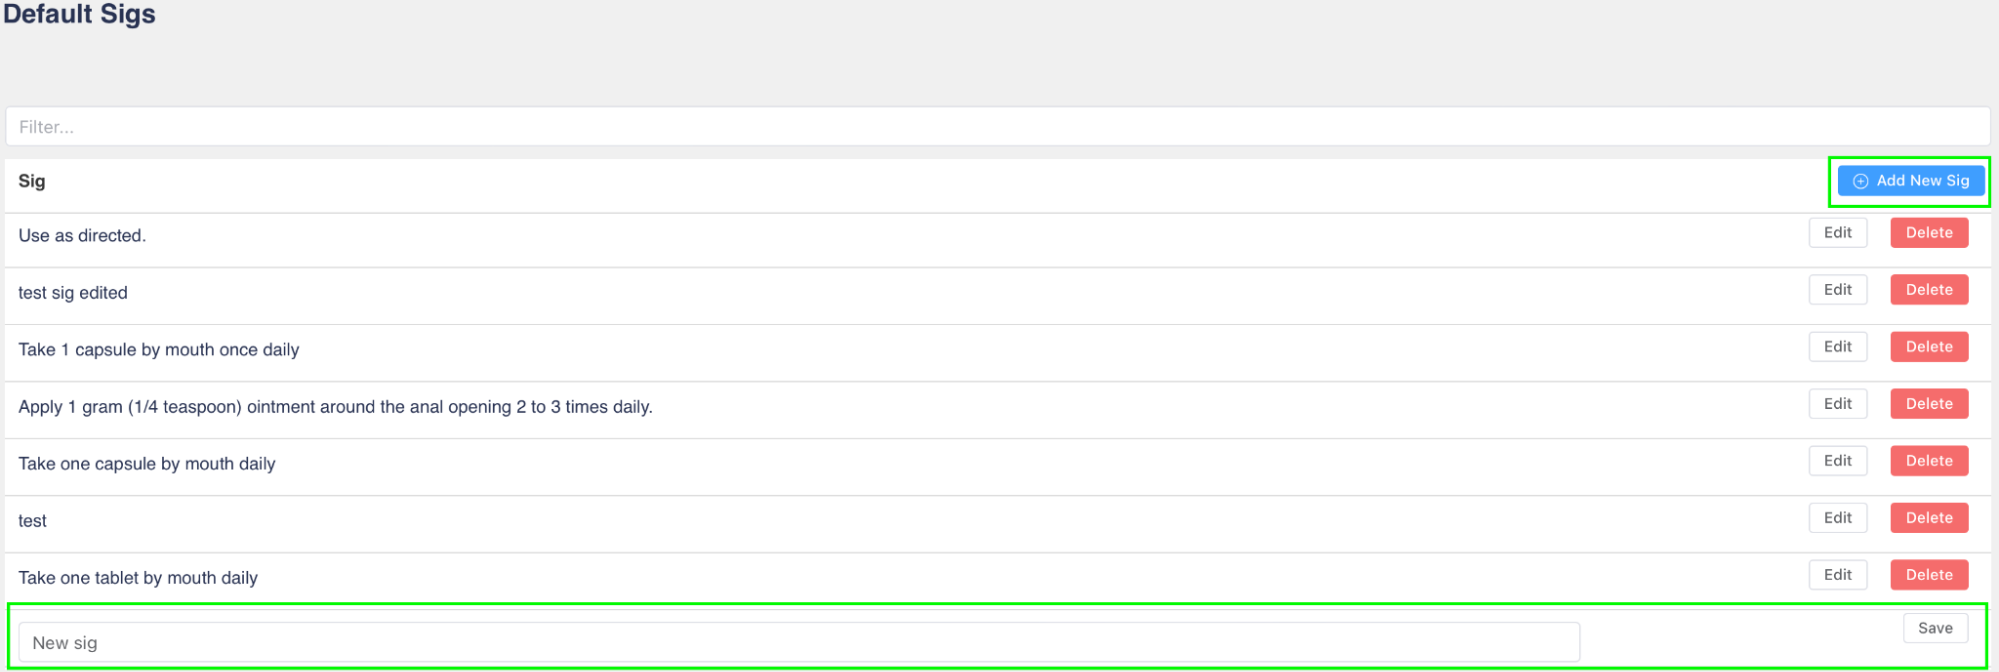 Default Sigs
Filter...
Sig
Add New Sig
Use as directed.
Edit
Delete
test sig edited
Edit
Delete
Take 1 capsule by mouth once daily
Edit
Delete
Apply 1 gram (1/4 teaspoon) ointment around the anal opening 2 to 3 times daily.
Edit
Delete
Take one capsule by mouth daily
Edit
Delete
test
Edit
Delete
Take one tablet by mouth daily
Edit
Delete
New sig
Save